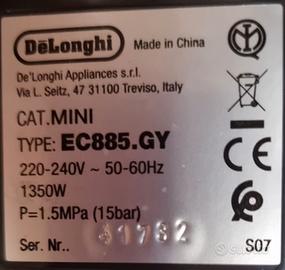 DeLonghi
Made in China
De'Longhi Appliances s.r.l.
Via L. Seitz, 47 31100 Treviso, Italy
CAT.MINI
TYPE: EC885.GY
220-240V ~ 50-60Hz
1350W
P=1.5MPa (15bar)
Ser. Nr..
S07
subito